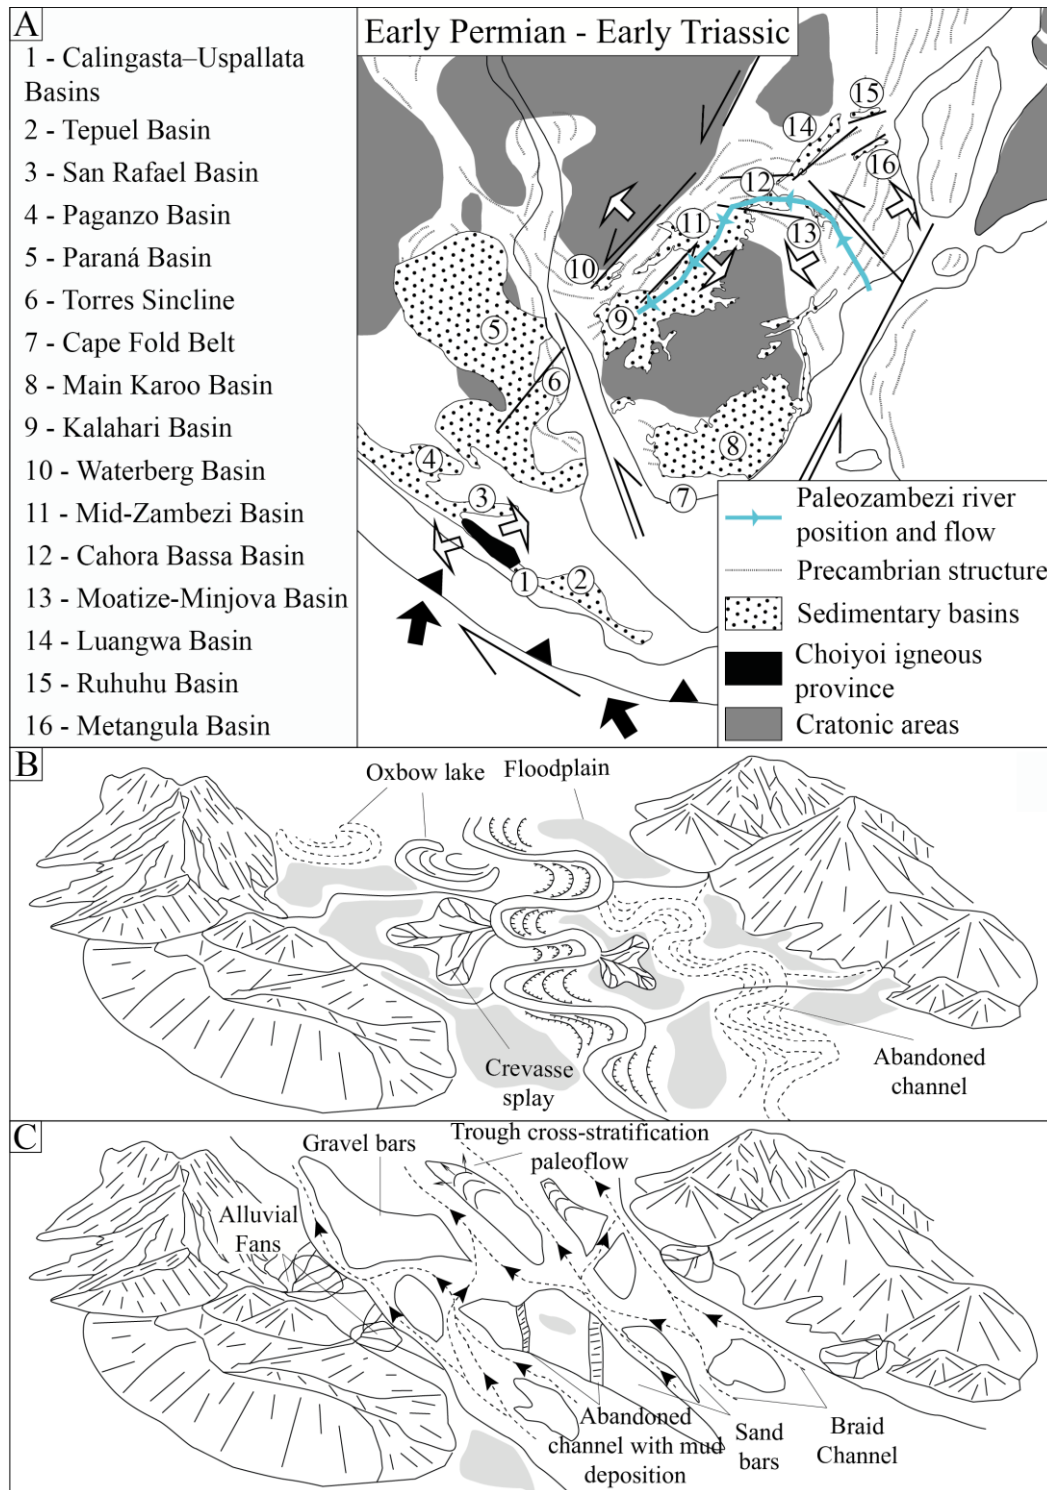 A
Early Permian - Early Triassic
1 - Calingasta–Uspallata
Basins
2 - Tepuel Basin
3 - San Rafael Basin
4 - Paganzo Basin
5 - Paraná Basin
6 - Torres Sincline
7 - Cape Fold Belt
8 - Main Karoo Basin
9 - Kalahari Basin
10 - Waterberg Basin
11 - Mid-Zambezi Basin
12 - Cahora Bassa Basin
13 - Moatize-Minjova Basin
14 - Luangwa Basin
15 - Ruhuhu Basin
16 - Metangula Basin
15
14
16
12
11
13
10
9
5
6
8
4
3
7
1
2
Paleozambezi river
position and flow
Precambrian structure
Sedimentary basins
Choiyoi igneous
province
Cratonic areas
B
Oxbow lake
Floodplain
Crevasse
splay
Abandoned
channel
C
Gravel bars
Trough cross-stratification
paleoflow
Alluvial
Fans
Abandoned
channel with mud
deposition
Sand
bars
Braid
Channel